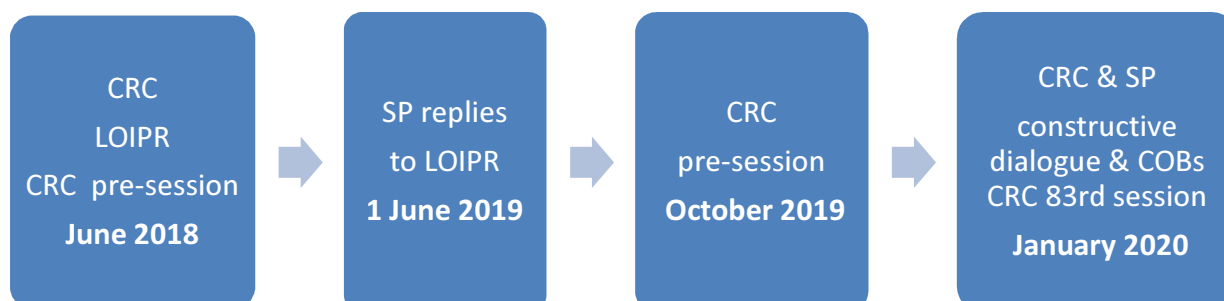 CRC
LOIPR
CRC pre-session
June 2018
SP replies
to LOIPR
1 June 2019
CRC
pre-session
October 2019
CRC & SP
constructive
dialogue & COBs
CRC 83rd session
January 2020